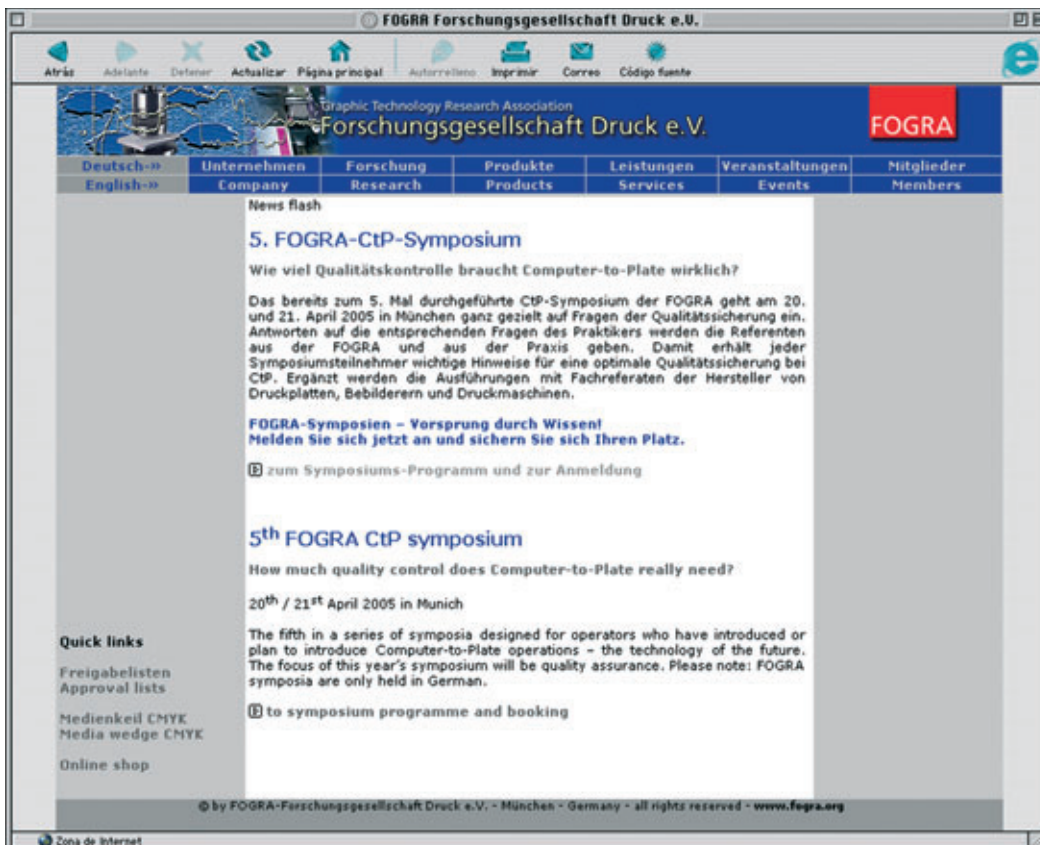 FOGRA Forschungsgesellschaft Druck e.V.
Atrás Adelante Detener Actualizar Página principal Autorrelleno Imprimir Correo Código fuente
Graphic Technology Research Association
Forschungsgesellschaft Druck e.V.
FOGRA
Deutsch-» Unternehmen Forschung Produkte Leistungen Veranstaltungen Mitglieder
English-» Company Research Products Services Events Members
News flash
5. FOGRA-CtP-Symposium
Wie viel Qualitätskontrolle braucht Computer-to-Plate wirklich?
Das bereits zum 5. Mal durchgeführte CtP-Symposium der FOGRA geht am 20.
und 21. April 2005 in München ganz gezielt auf Fragen der Qualitätssicherung ein.
Antworten auf die entsprechenden Fragen des Praktikers werden die Referenten
aus der FOGRA und aus der Praxis geben. Damit erhält jeder
Symposiumsteilnehmer wichtige Hinweise für eine optimale Qualitätssicherung bei
CtP. Ergänzt werden die Ausführungen mit Fachreferaten der Hersteller von
Druckplatten, Bebilderern und Druckmaschinen.
FOGRA-Symposien – Vorsprung durch Wissen!
Melden Sie sich jetzt an und sichern Sie sich Ihren Platz.
zum Symposiums-Programm und zur Anmeldung
5th FOGRA CtP symposium
How much quality control does Computer-to-Plate really need?
20th / 21st April 2005 in Munich
The fifth in a series of symposia designed for operators who have introduced or
plan to introduce Computer-to-Plate operations – the technology of the future.
The focus of this year's symposium will be quality assurance. Please note: FOGRA
symposia are only held in German.
to symposium programme and booking
Quick links
Freigabelisten
Approval lists
Medienkeil CMYK
Media wedge CMYK
Online shop
© by FOGRA-Forschungsgesellschaft Druck e.V. - München - Germany - all rights reserved - www.fogra.org
Zona de Internet